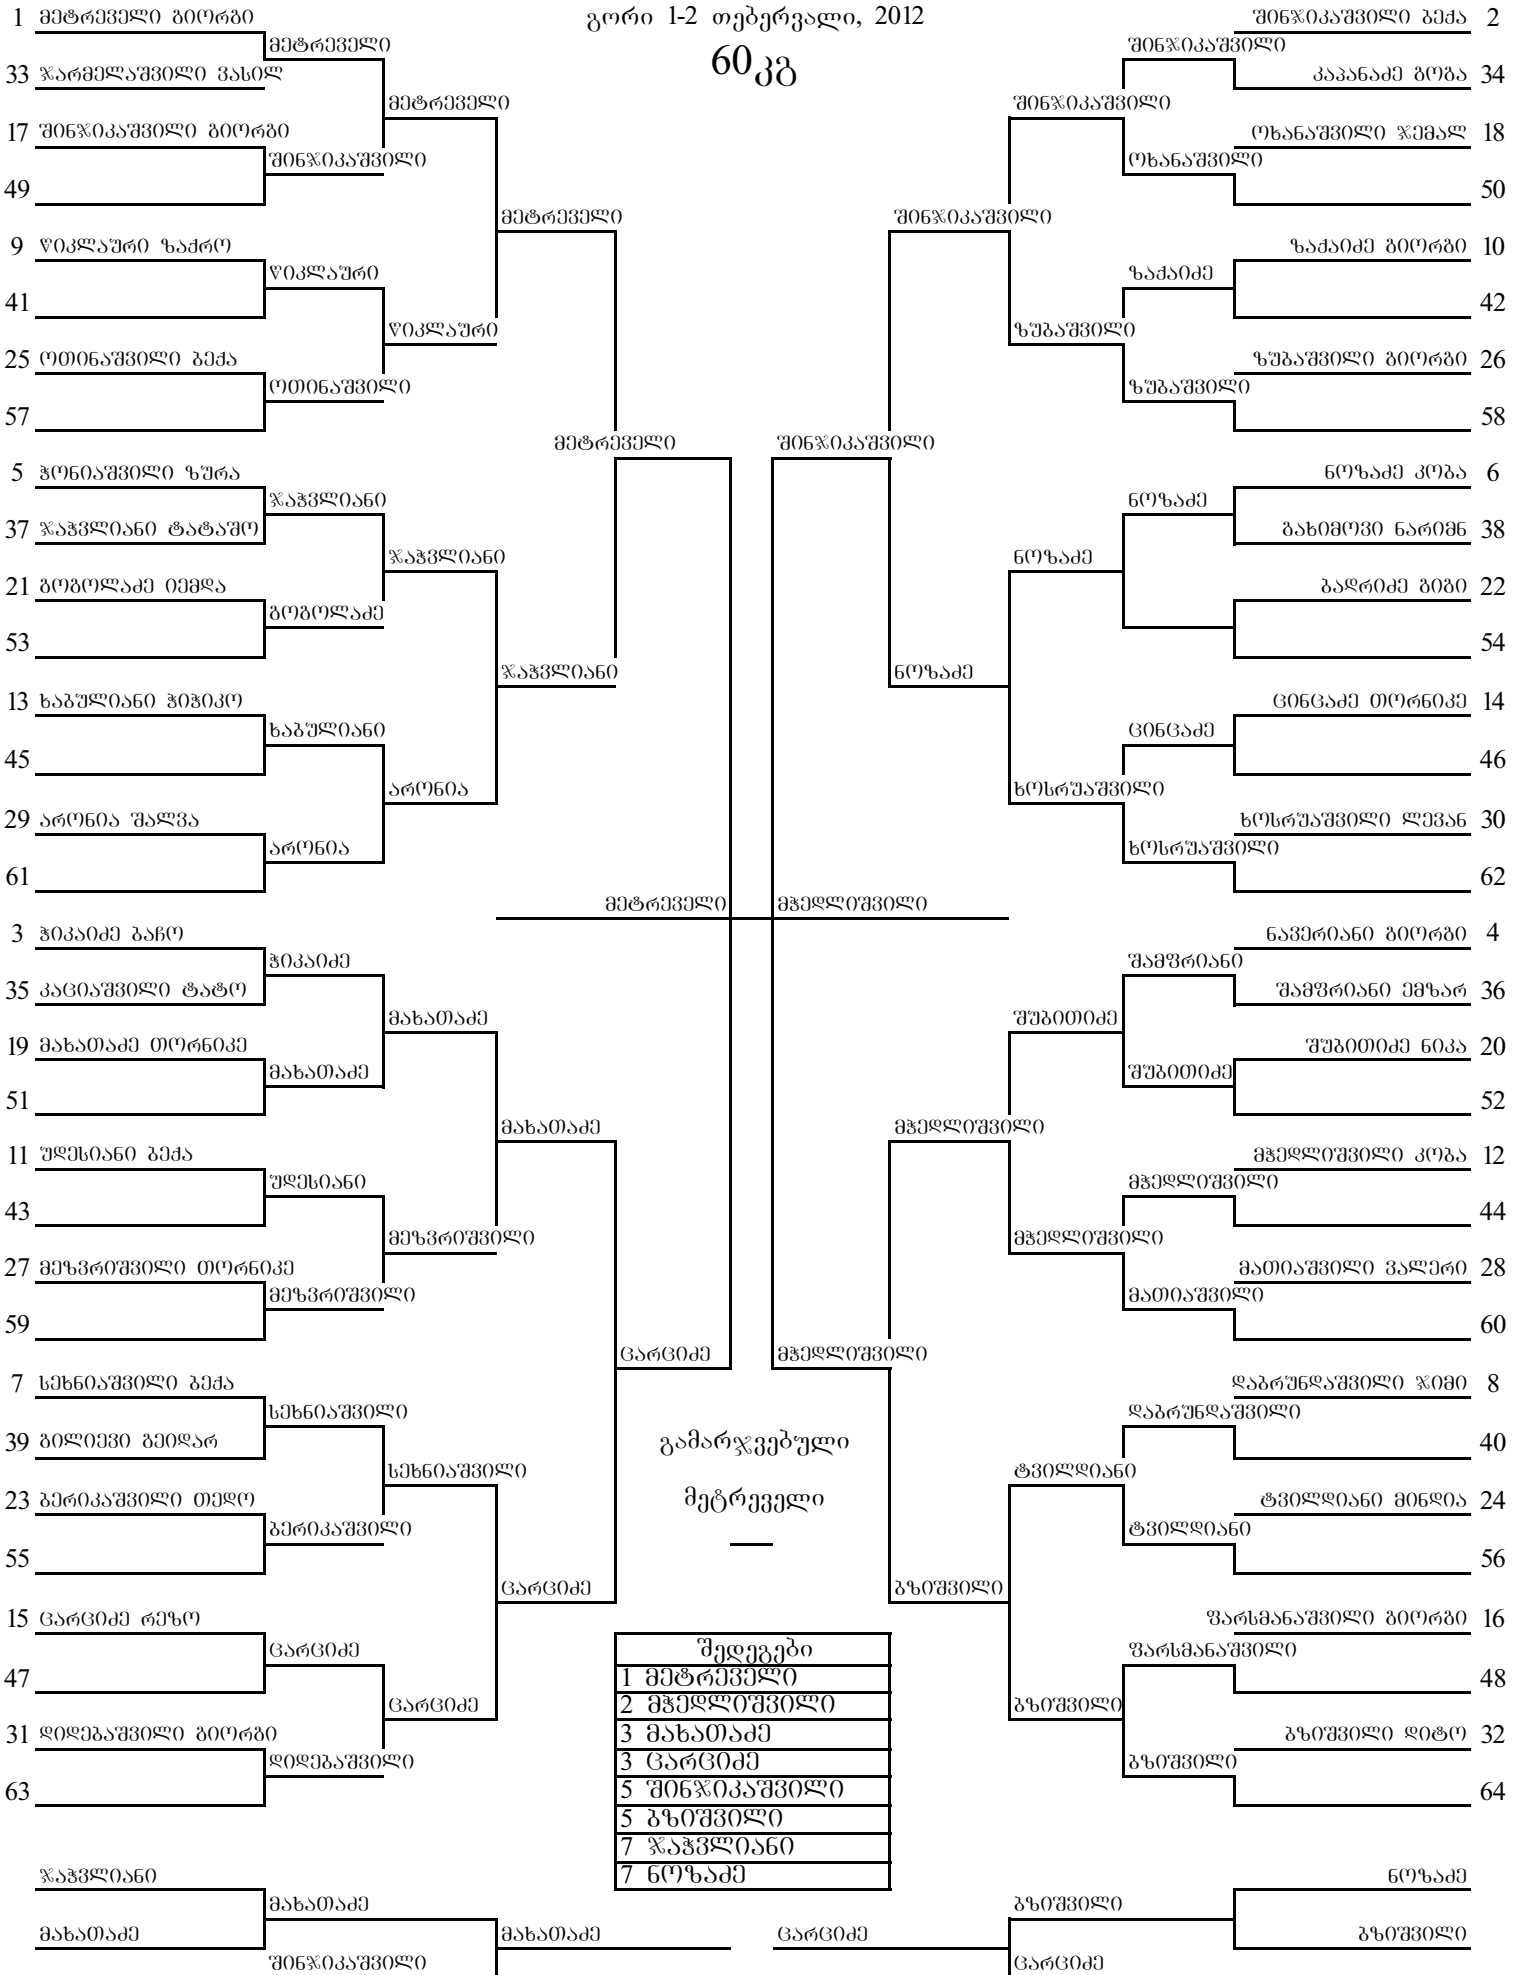 გორი 1-2 თებერვალი, 2012
60კგ
1 მეტრეველი გიორგი
მეტრეველი
33 ჯარმელაშვილი ვასილ
მეტრეველი
17 შინჯიკაშვილი გიორგი
შინჯიკაშვილი
49
მეტრეველი
9 წიკლაური ზაქრო
წიკლაური
41
წიკლაური
25 ოთინაშვილი ბექა
ოთინაშვილი
57
მეტრეველი
5 ჭონიაშვილი ზურა
ჯაჭვლიანი
37 ჯაჭვლიანი ტატაშო
ჯაჭვლიანი
21 გოგოლაძე იემდა
გოგოლაძე
53
ჯაჭვლიანი
13 ხაბულიანი ჭიჭიკო
ხაბულიანი
45
არონია
29 არონია შალვა
არონია
61
მეტრეველი
3 ჭიკაიძე ბაჩო
ჭიკაიძე
35 კაციაშვილი ტატო
მახათაძე
19 მახათაძე თორნიკე
მახათაძე
51
მახათაძე
11 უდესიანი ბექა
უდესიანი
43
მეზვრიშვილი
27 მეზვრიშვილი თორნიკე
მეზვრიშვილი
59
ცარციძე
7 სეხნიაშვილი ბექა
სეხნიაშვილი
39 გილიევი გეიდარ
სეხნიაშვილი
23 ბერიკაშვილი თედო
ბერიკაშვილი
55
ცარციძე
15 ცარციძე რეზო
ცარციძე
47
ცარციძე
31 დიდებაშვილი გიორგი
დიდებაშვილი
63
შინჯიკაშვილი ბექა 2
შინჯიკაშვილი
კაპანაძე გოგა 34
შინჯიკაშვილი
ოხანაშვილი ჯემალ 18
ოხანაშვილი
50
შინჯიკაშვილი
ზაქაიძე გიორგი 10
ზაქაიძე
42
ზუბაშვილი
ზუბაშვილი გიორგი 26
ზუბაშვილი
58
შინჯიკაშვილი
ნოზაძე კობა 6
ნოზაძე
გახიმოვი ნარიმნ 38
ნოზაძე
ბადრიძე გიგი 22
54
ნოზაძე
ცინცაძე თორნიკე 14
ცინცაძე
46
ხოსრუაშვილი
ხოსრუაშვილი ლევან 30
ხოსრუაშვილი
62
მჭედლიშვილი
ნავერიანი გიორგი 4
შამფრიანი
შამფრიანი ემზარ 36
შუბითიძე
შუბითიძე ნიკა 20
შუბითიძე
52
მჭედლიშვილი
მჭედლიშვილი კობა 12
მჭედლიშვილი
44
მჭედლიშვილი
მათიაშვილი ვალერი 28
მათიაშვილი
60
მჭედლიშვილი
დაბრუნდაშვილი ჯიმი 8
დაბრუნდაშვილი
40
ტვილდიანი
ტვილდიანი მინდია 24
ტვილდიანი
56
ბზიშვილი
ფარსმანაშვილი გიორგი 16
ფარსმანაშვილი
48
ბზიშვილი
ბზიშვილი დიტო 32
ბზიშვილი
64
გამარჯვებული
მეტრეველი
შედეგები
1 მეტრეველი
2 მჭედლიშვილი
3 მახათაძე
3 ცარციძე
5 შინჯიკაშვილი
5 ბზიშვილი
7 ჯაჭვლიანი
7 ნოზაძე
ჯაჭვლიანი
მახათაძე
მახათაძე
მახათაძე
შინჯიკაშვილი
ნოზაძე
ბზიშვილი
ცარციძე
ბზიშვილი
ცარციძე